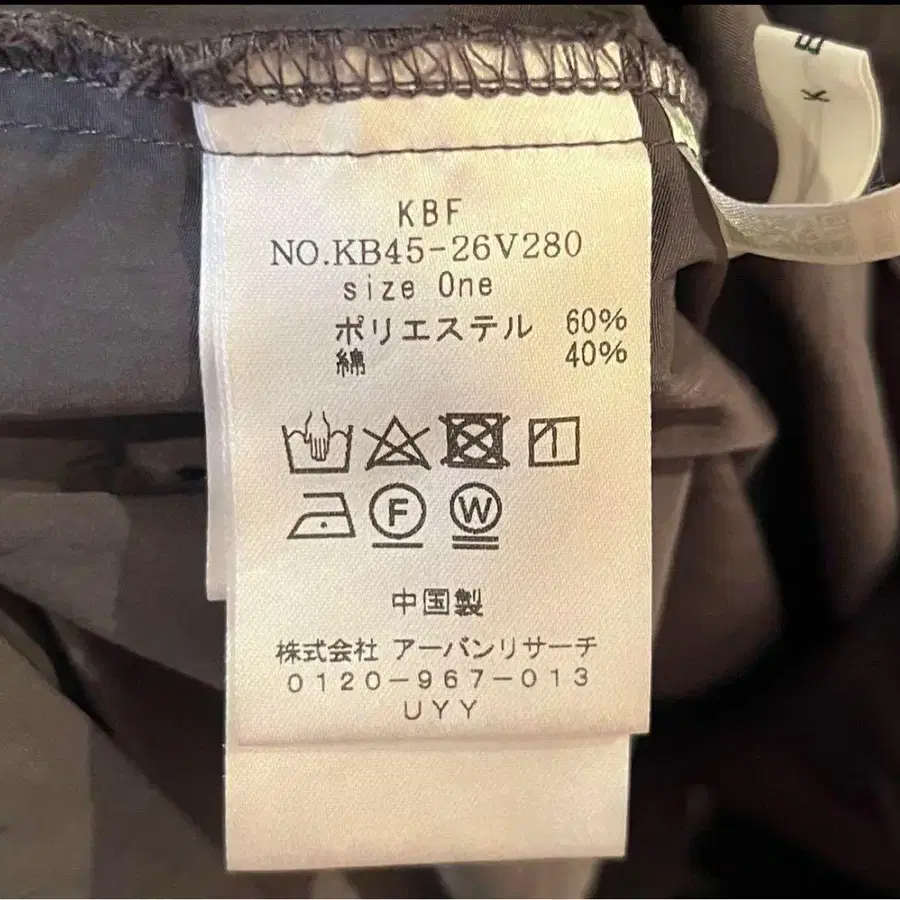 KBF
NO.KB45-26V280
size One
ポリエステル 60%
綿 40%
F W
中国製
株式会社 アーバンリサーチ
0120-967-013
UYY
K E